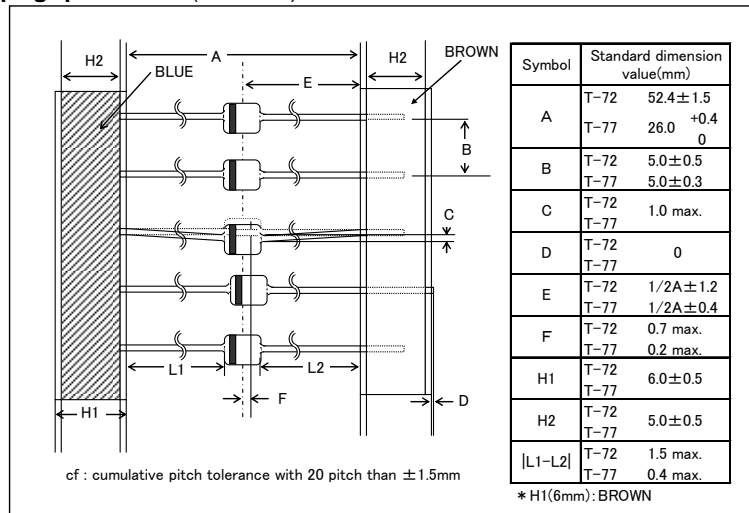 H2
A
H2
BROWN
BLUE
E
B
C
L1
L2
F
H1
D
cf : cumulative pitch tolerance with 20 pitch than ±1.5mm
Symbol Standard dimension value(mm)
A T-72 52.4±1.5
T-77 26.0 +0.4 0
B T-72 5.0±0.5
T-77 5.0±0.3
C T-72 1.0 max.
T-77
D T-72 0
T-77
E T-72 1/2A±1.2
T-77 1/2A±0.4
F T-72 0.7 max.
T-77 0.2 max.
H1 T-72 6.0±0.5
T-77
H2 T-72 5.0±0.5
T-77
|L1-L2| T-72 1.5 max.
T-77 0.4 max.
*H1(6mm):BROWN